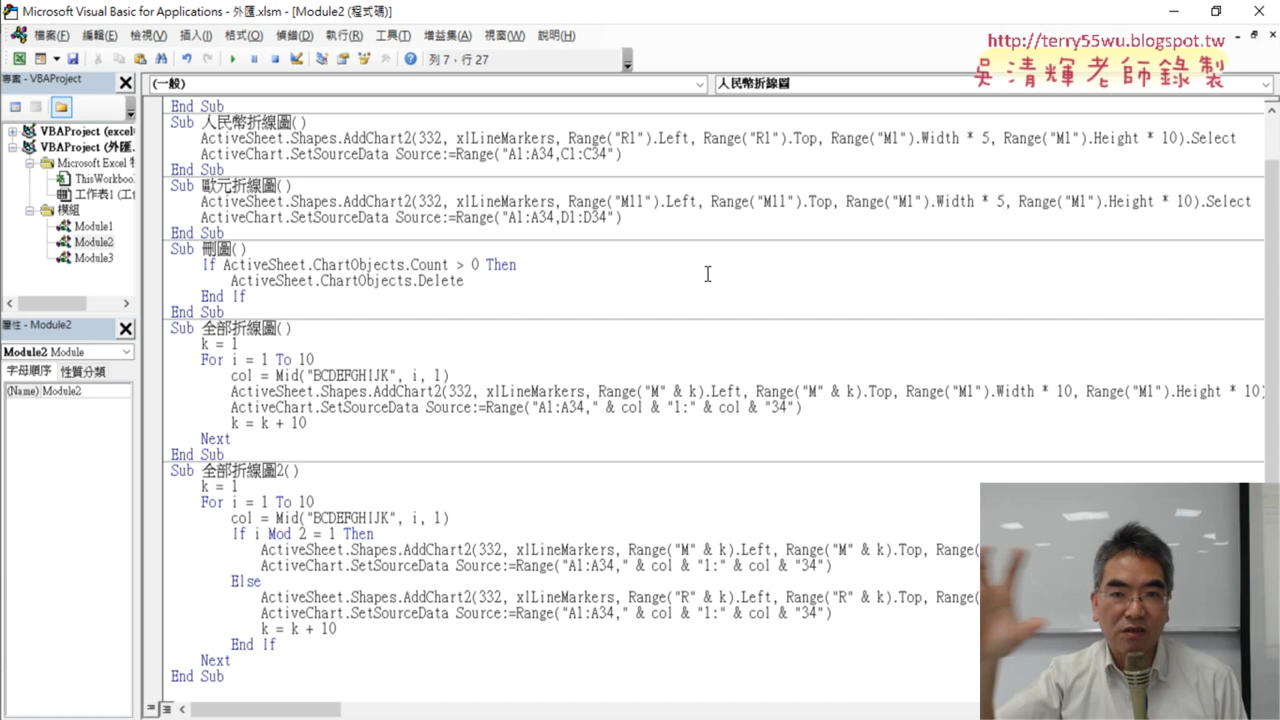 Microsoft Visual Basic for Applications - 外匯.xlsm - [Module2 (程式碼)]
檔案(F) 編輯(E) 檢視(V) 插入(I) 格式(O) 偵錯(D) 執行(R) 工具(T) 增益集(A) 視窗(W) 說明(H)
http://terry55wu.blogspot.tw
吳清輝老師錄製
列 7，行 27
專案 - VBAProject
(一般)
人民幣折線圖
VBAProject (excel
VBAProject (外匯.
Microsoft Excel
ThisWorkboo
工作表1 (工
模組
Module1
Module2
Module3
屬性 - Module2
Module2 Module
字母順序 性質分類
(Name) Module2
End Sub
Sub 人民幣折線圖()
ActiveSheet.Shapes.AddChart2(332, xlLineMarkers, Range("R1").Left, Range("R1").Top, Range("M1").Width * 5, Range("M1").Height * 10).Select
ActiveChart.SetSourceData Source:=Range("A1:A34,C1:C34")
End Sub
Sub 歐元折線圖()
ActiveSheet.Shapes.AddChart2(332, xlLineMarkers, Range("M11").Left, Range("M11").Top, Range("M1").Width * 5, Range("M1").Height * 10).Select
ActiveChart.SetSourceData Source:=Range("A1:A34,D1:D34")
End Sub
Sub 刪圖()
If ActiveSheet.ChartObjects.Count > 0 Then
ActiveSheet.ChartObjects.Delete
End If
End Sub
Sub 全部折線圖()
k = 1
For i = 1 To 10
col = Mid("BCDEFGHIJK", i, 1)
ActiveSheet.Shapes.AddChart2(332, xlLineMarkers, Range("M" & k).Left, Range("M" & k).Top, Range("M1").Width * 10, Range("M1").Height * 10)
ActiveChart.SetSourceData Source:=Range("A1:A34," & col & "1:" & col & "34")
k = k + 10
Next
End Sub
Sub 全部折線圖2()
k = 1
For i = 1 To 10
col = Mid("BCDEFGHIJK", i, 1)
If i Mod 2 = 1 Then
ActiveSheet.Shapes.AddChart2(332, xlLineMarkers, Range("M" & k).Left, Range("M" & k).Top, Range(
ActiveChart.SetSourceData Source:=Range("A1:A34," & col & "1:" & col & "34")
Else
ActiveSheet.Shapes.AddChart2(332, xlLineMarkers, Range("R" & k).Left, Range("R" & k).Top, Range(
ActiveChart.SetSourceData Source:=Range("A1:A34," & col & "1:" & col & "34")
k = k + 10
End If
Next
End Sub